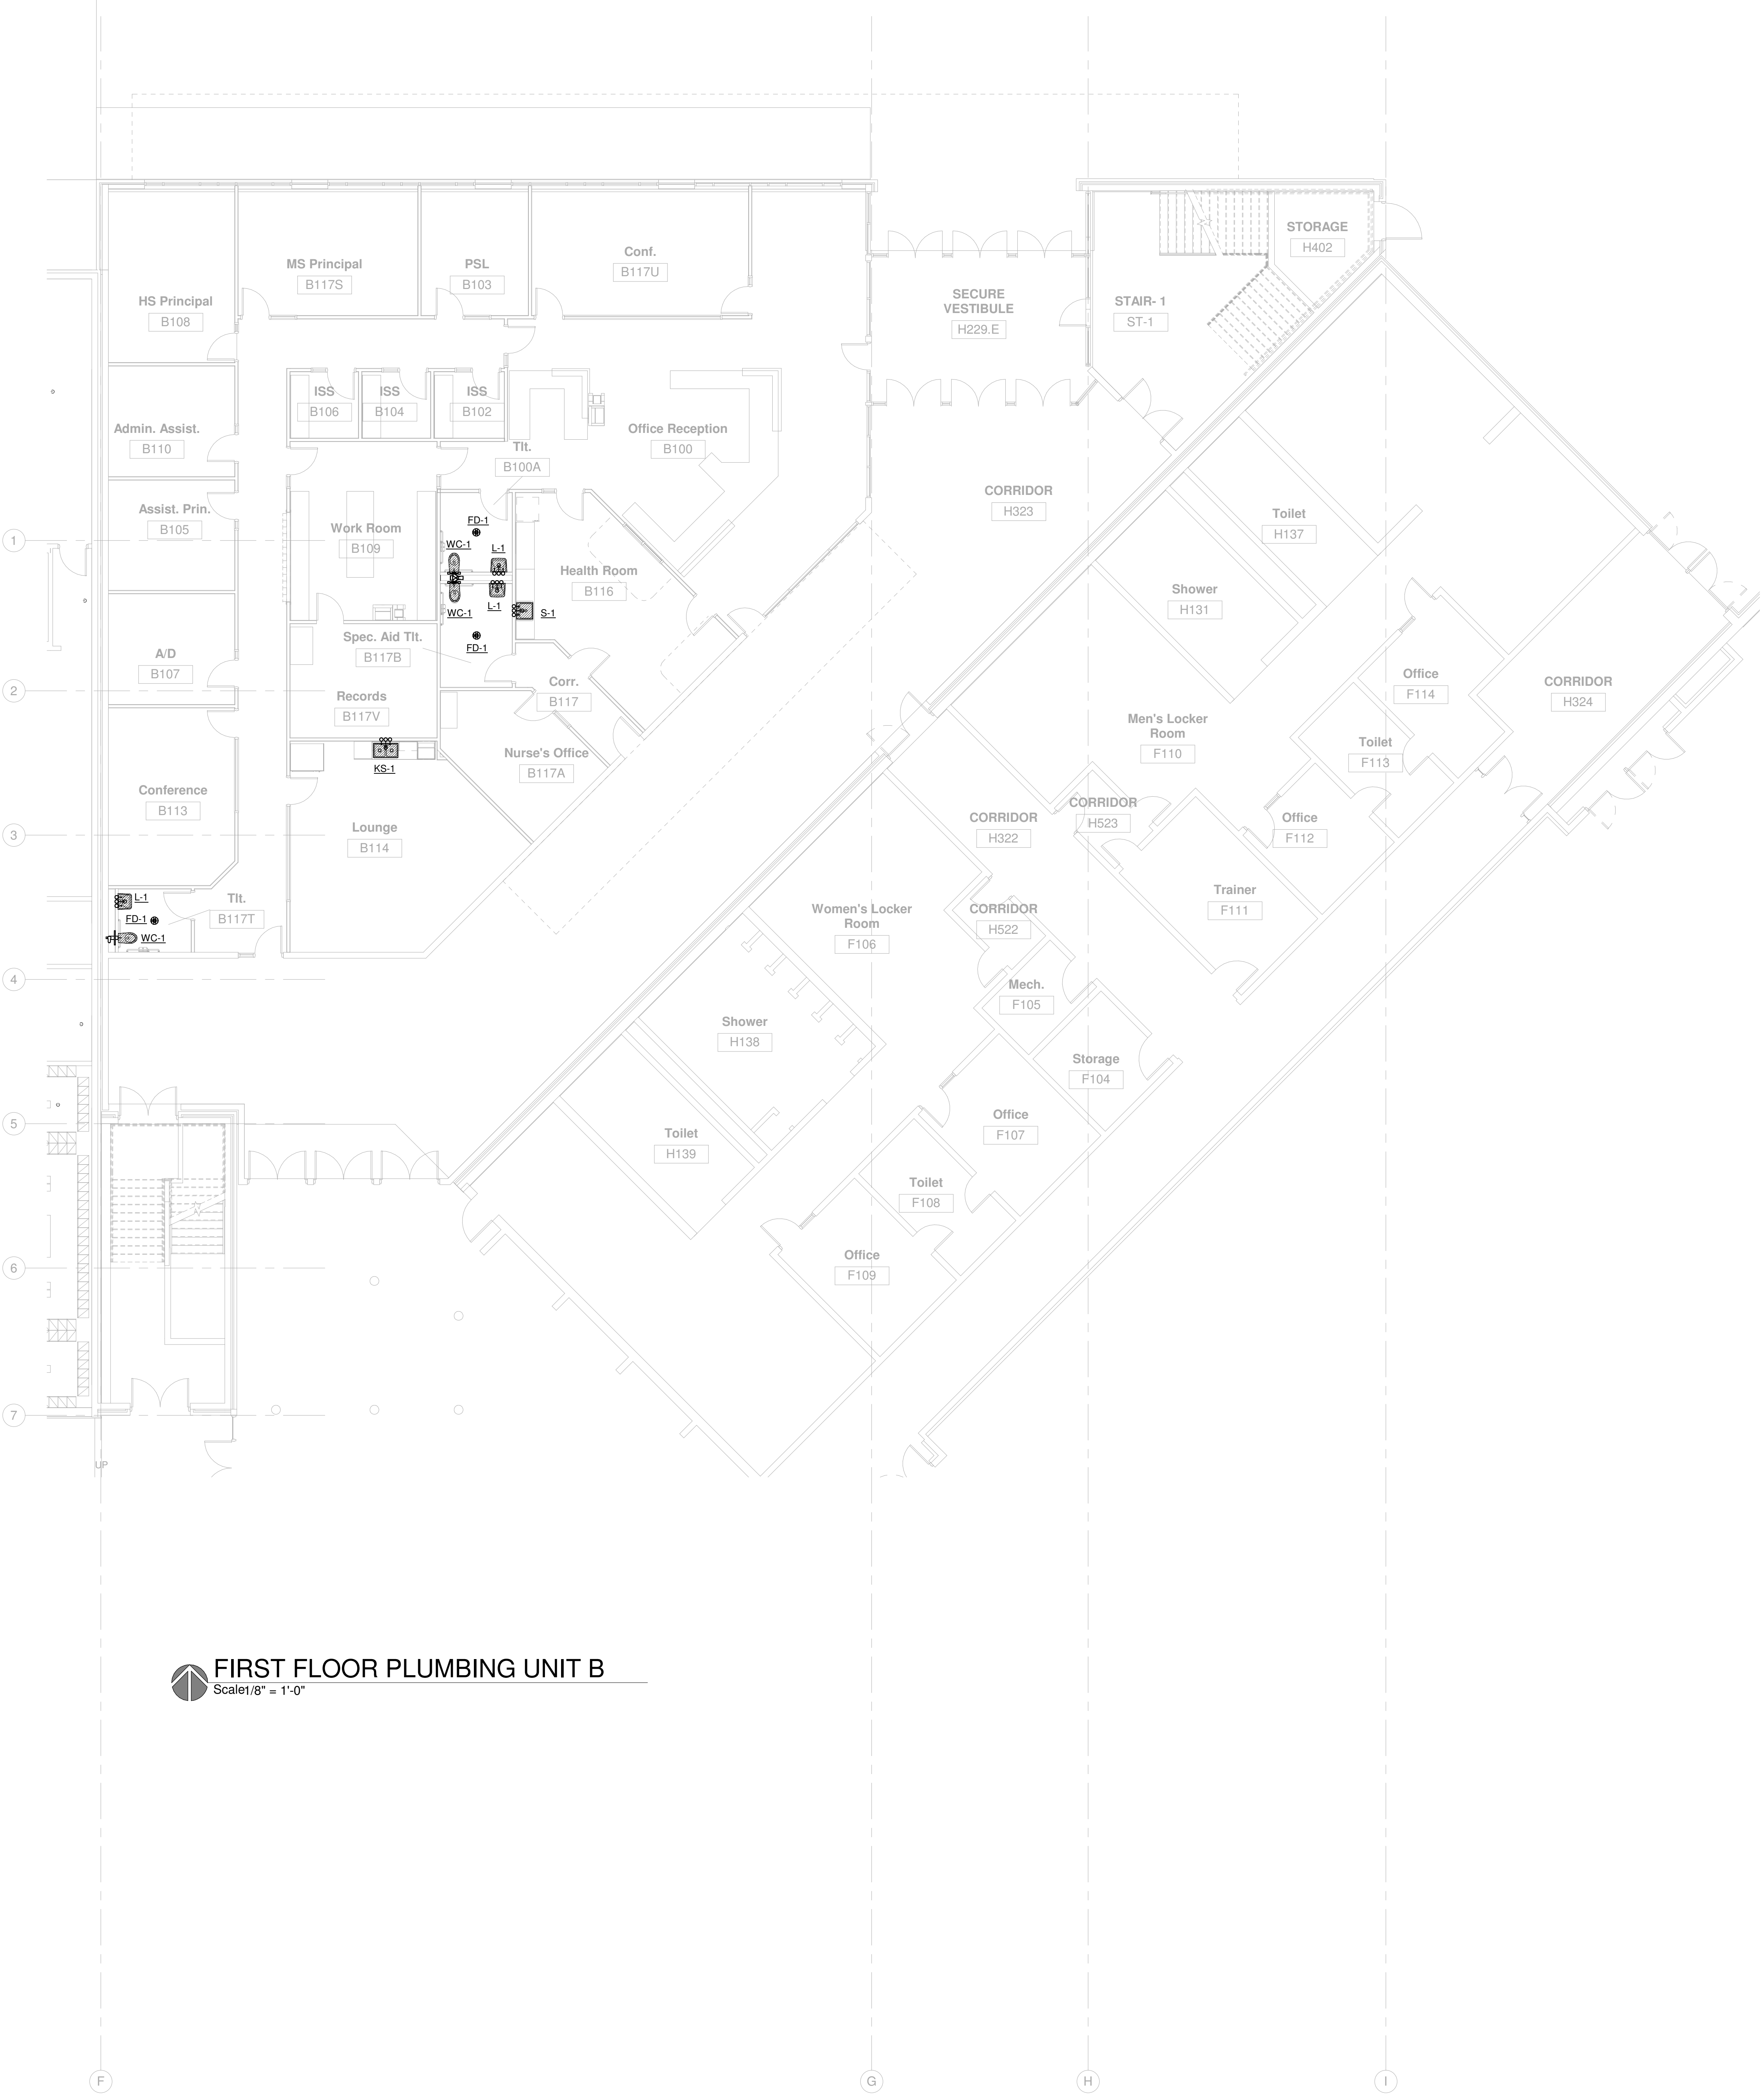 STORAGE
H402
Conf.
B117U
MS Principal
B117S
PSL
B103
SECURE
VESTIBULE
H229.E
HS Principal
B108
STAIR- 1
ST-1
ISS
B106
ISS
B104
ISS
B102
Admin. Assist.
B110
Office Reception
B100
Tlt.
B100A
CORRIDOR
H323
Assist. Prin.
B105
Work Room
B109
FD-1
WC-1
L-1
Toilet
H137
1
Health Room
B116
Shower
H131
WC-1
L-1
S-1
Spec. Aid Tlt.
B117B
FD-1
A/D
B107
Corr.
B117
Office
F114
CORRIDOR
H324
2
Records
B117V
Men's Locker
Room
F110
Nurse's Office
B117A
KS-1
Toilet
F113
Conference
B113
CORRIDOR
H523
CORRIDOR
H322
Office
F112
3
Lounge
B114
Trainer
F111
L-1
FD-1
WC-1
Tlt.
B117T
Women's Locker
Room
F106
CORRIDOR
H522
4
Mech.
F105
Shower
H138
Storage
F104
5
Office
F107
Toilet
H139
Toilet
F108
Office
F109
6
7
UP
FIRST FLOOR PLUMBING UNIT B
Scale1/8" = 1'-0"
F
G
H
I